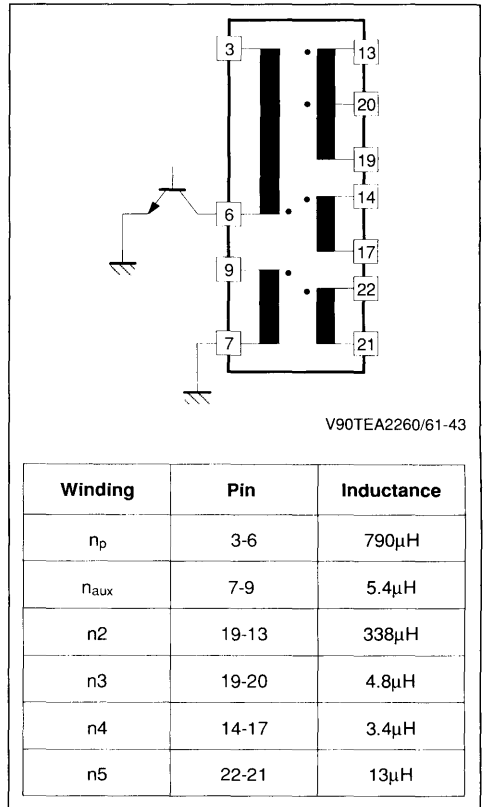 3 13
20
19
14
6
17
9
22
7 21
V90TEA2260/61-43
Winding Pin Inductance
np 3-6 790µH
naux 7-9 5.4µH
n2 19-13 338µH
n3 19-20 4.8µH
n4 14-17 3.4µH
n5 22-21 13µH